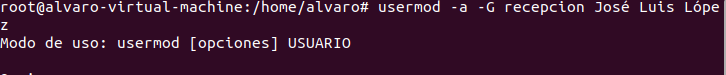 root@alvaro-virtual-machine:/home/alvaro# usermod -a -G recepcion José Luis Lópe
z
Modo de uso: usermod [opciones] USUARIO